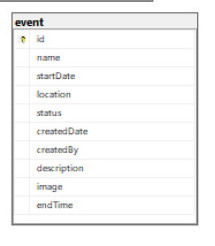 event
id
name
startDate
location
status
createdDate
createdBy
description
image
endTime